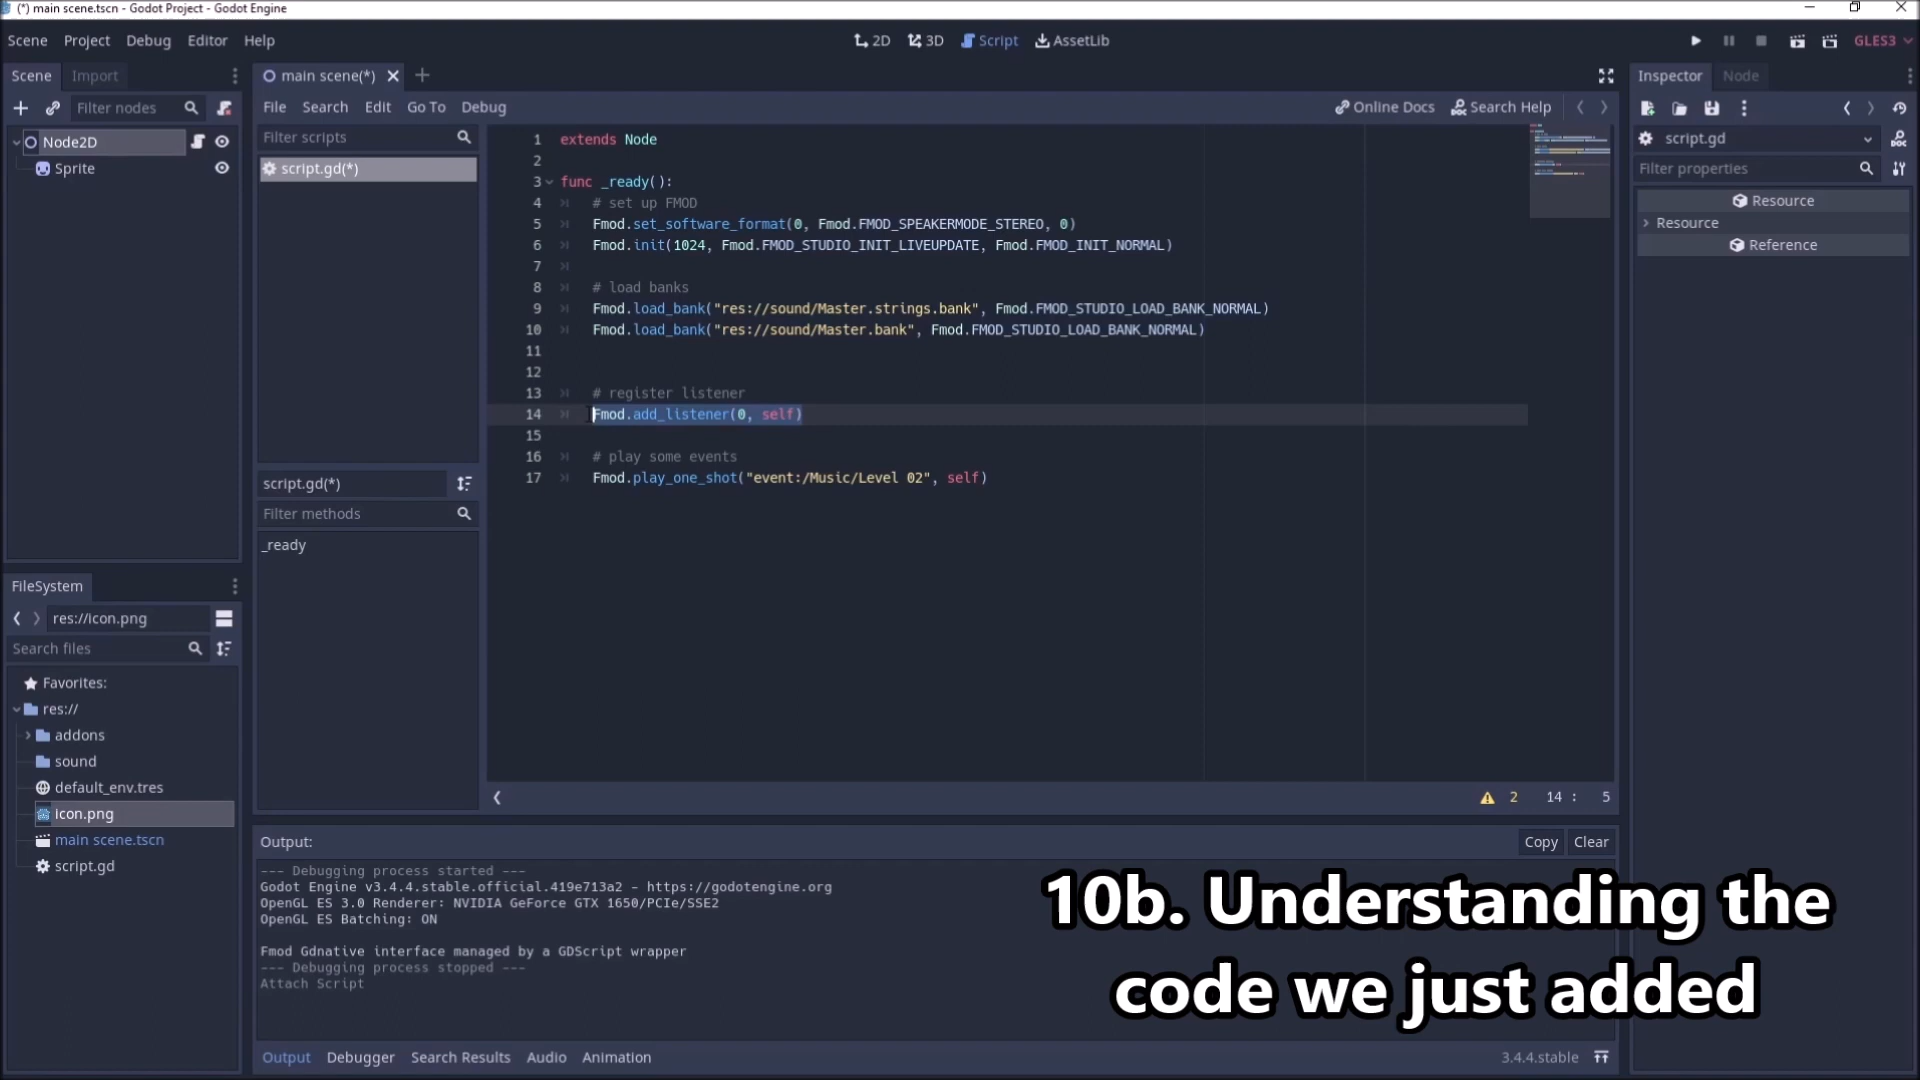 (*) main scene.tscn - Godot Project - Godot Engine
Scene Project Debug Editor Help
2D 3D Script AssetLib
GLES3
Scene Import
Filter nodes
Node2D
Sprite
FileSystem
res://icon.png
Search files
Favorites:
res://
addons
sound
default_env.tres
icon.png
main scene.tscn
script.gd
main scene(*)
File Search Edit Go To Debug
Online Docs Search Help
Filter scripts
script.gd(*)
script.gd(*)
Filter methods
_ready
1 extends Node
2
3 func _ready():
4 # set up FMOD
5 Fmod.set_software_format(0, Fmod.FMOD_SPEAKERMODE_STEREO, 0)
6 Fmod.init(1024, Fmod.FMOD_STUDIO_INIT_LIVEUPDATE, Fmod.FMOD_INIT_NORMAL)
7
8 # load banks
9 Fmod.load_bank("res://sound/Master.strings.bank", Fmod.FMOD_STUDIO_LOAD_BANK_NORMAL)
10 Fmod.load_bank("res://sound/Master.bank", Fmod.FMOD_STUDIO_LOAD_BANK_NORMAL)
11
12
13 # register listener
14 Fmod.add_listener(0, self)
15
16 # play some events
17 Fmod.play_one_shot("event:/Music/Level 02", self)
2 14 : 5
Output:
Copy Clear
--- Debugging process started ---
Godot Engine v3.4.4.stable.official.419e713a2 - https://godotengine.org
OpenGL ES 3.0 Renderer: NVIDIA GeForce GTX 1650/PCIe/SSE2
OpenGL ES Batching: ON
Fmod Gdnative interface managed by a GDScript wrapper
--- Debugging process stopped ---
Attach Script
Output Debugger Search Results Audio Animation
3.4.4.stable
Inspector Node
script.gd
Filter properties
Resource
Resource
Reference
10b. Understanding the
code we just added